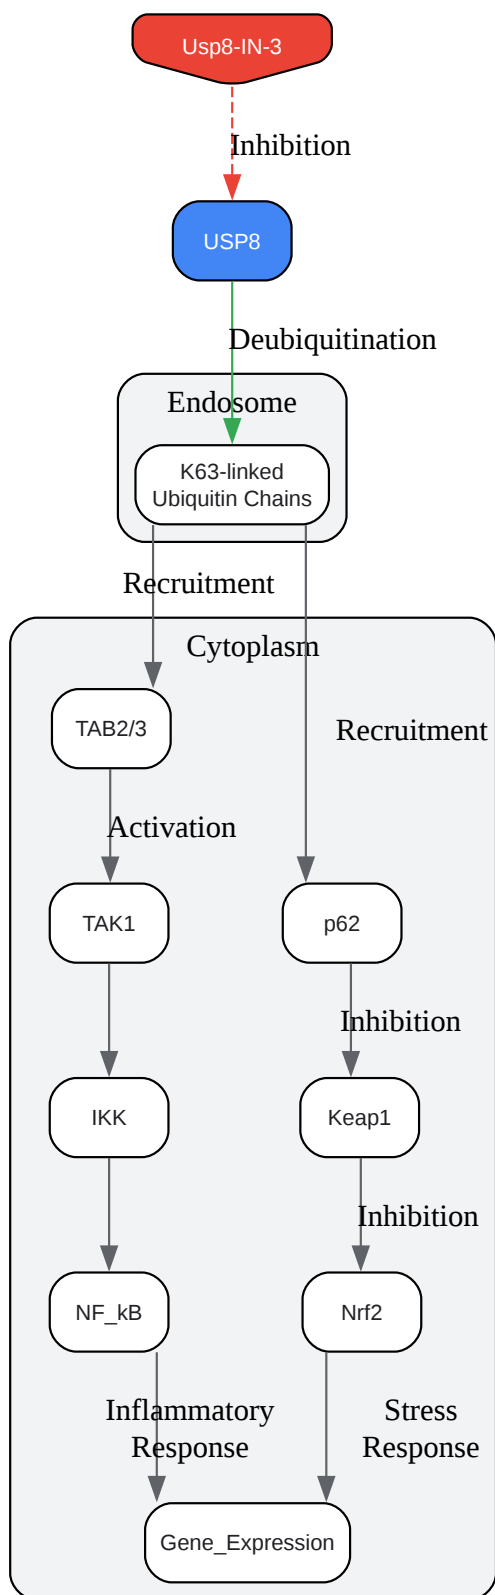 Usp8-IN-3
Inhibition
USP8
Deubiquitination
Endosome
K63-linked
Ubiquitin Chains
Recruitment
Cytoplasm
TAB2/3
Recruitment
Activation
TAK1
p62
Inhibition
IKK
Keap1
Inhibition
NF_kB
Nrf2
Inflammatory
Response
Stress
Response
Gene_Expression